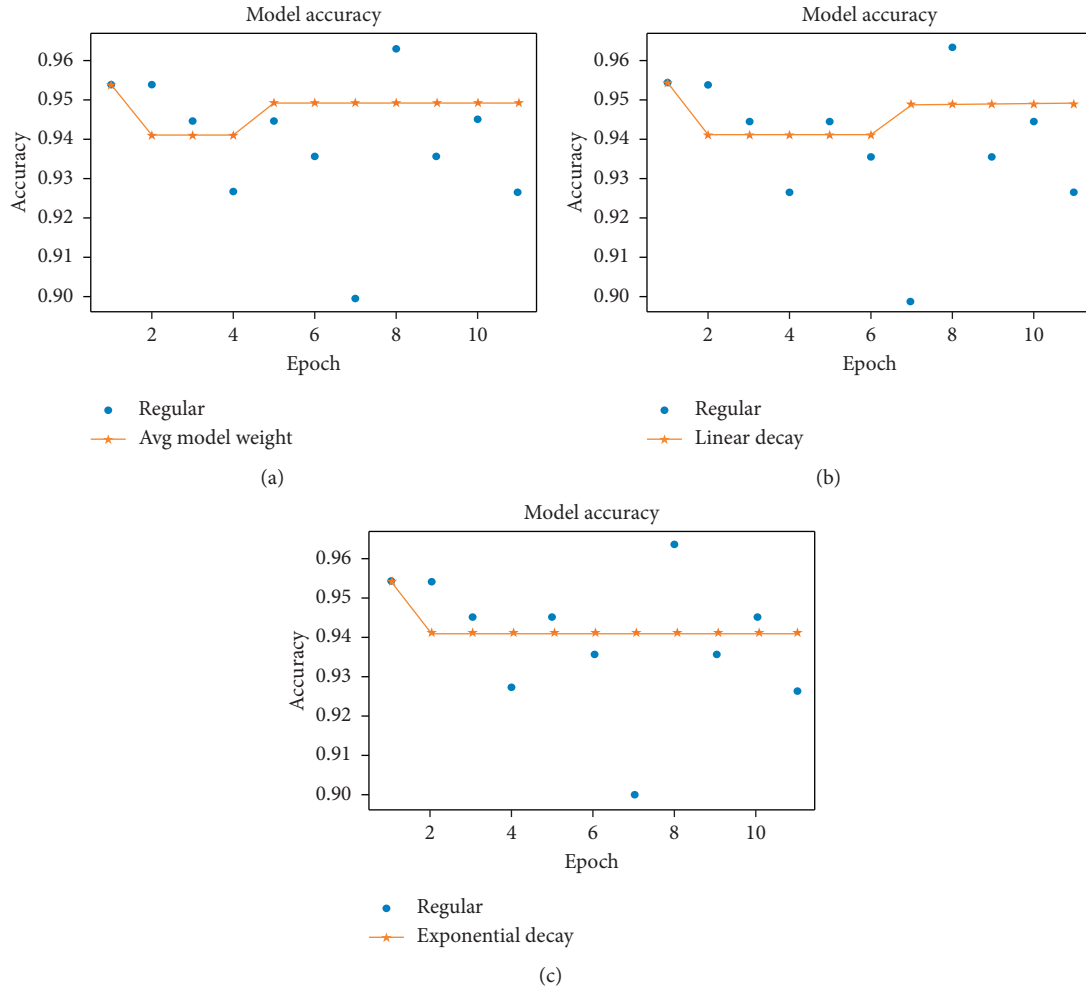 Model accuracy
0.96
0.95
0.94
0.93
0.92
0.91
0.90
Accuracy
2 4 6 8 10
Epoch
Regular
Avg model weight
(a)
Model accuracy
0.96
0.95
0.94
0.93
0.92
0.91
0.90
Accuracy
2 4 6 8 10
Epoch
Regular
Linear decay
(b)
Model accuracy
0.96
0.95
0.94
0.93
0.92
0.91
0.90
Accuracy
2 4 6 8 10
Epoch
Regular
Exponential decay
(c)